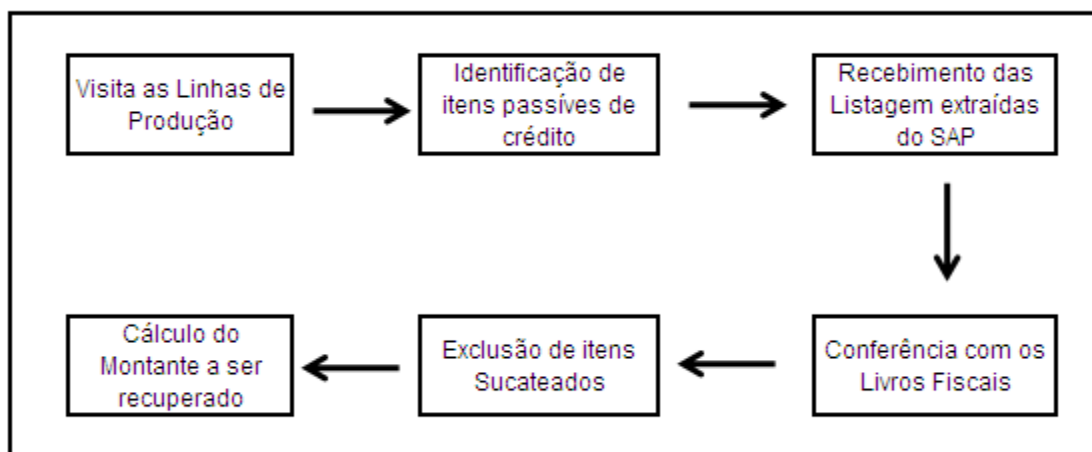 Visita as Linhas de
Produção
Identificação de
itens passíves de
crédito
Recebimento das
Listagem extraídas
do SAP
Conferência com os
Livros Fiscais
Exclusão de itens
Sucateados
Cálculo do
Montante a ser
recuperado